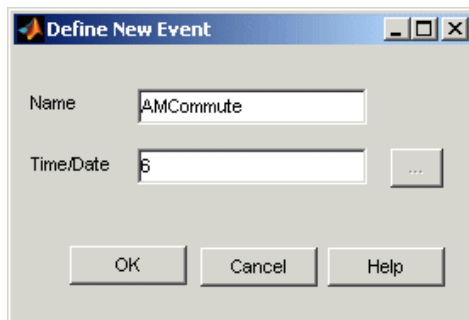 Define New Event
Name AMCommute
Time/Date 6 ...
OK Cancel Help